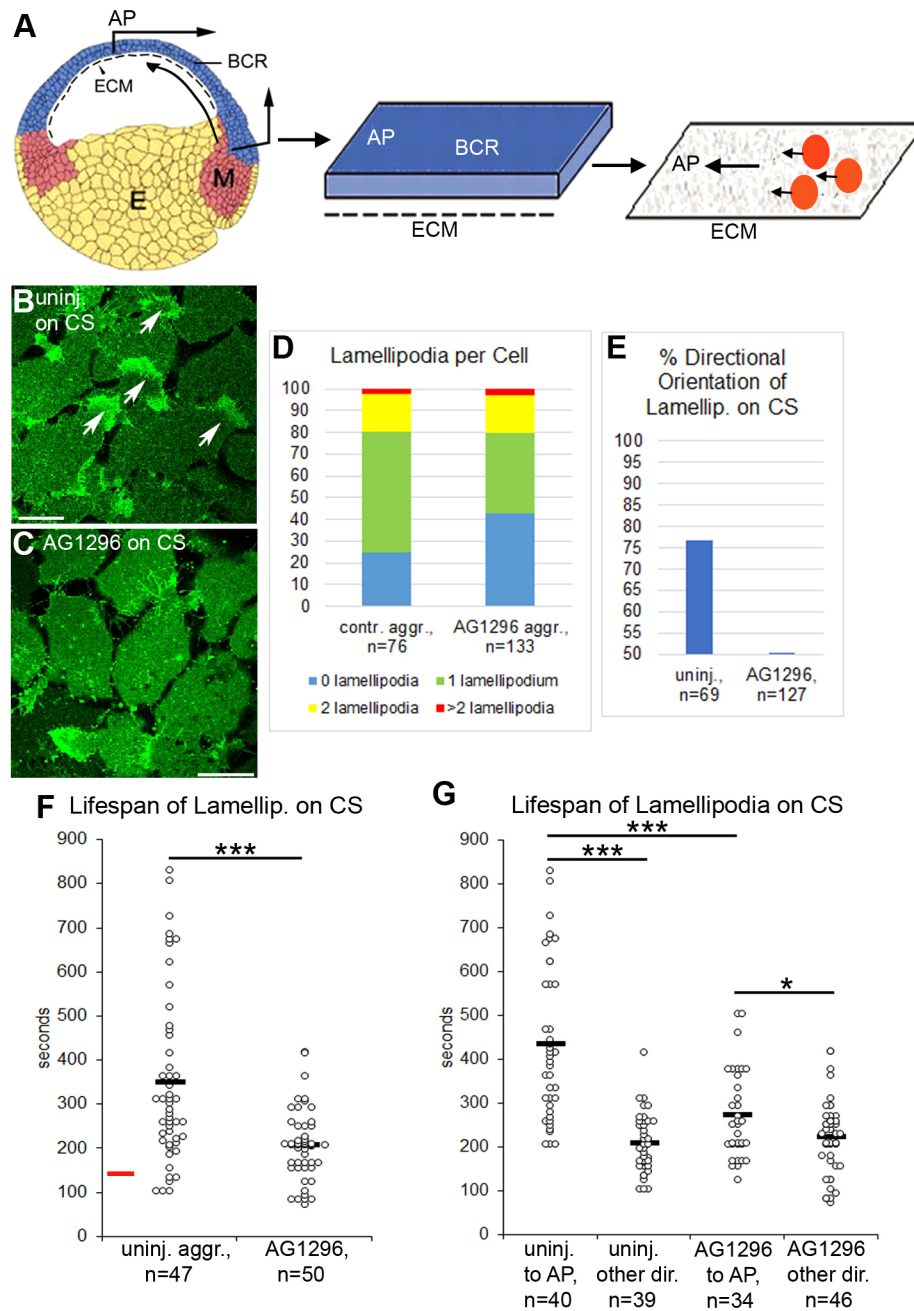 A
AP
BCR
ECM
E
M
AP
BCR
ECM
AP
ECM
B uninj.
on CS
C AG1296 on CS
D
Lamellipodia per Cell
100
90
80
70
60
50
40
30
20
10
0
contr. aggr.,
n=76
AG1296 aggr.,
n=133
0 lamellipodia
1 lamellipodium
2 lamellipodia
>2 lamellipodia
E
% Directional
Orientation of
Lamellip. on CS
100
95
90
85
80
75
70
65
60
55
50
uninj.,
n=69
AG1296,
n=127
F Lifespan of Lamellip. on CS
900
800
700
600
500
400
300
200
100
0
seconds
***
uninj. aggr.,
n=47
AG1296,
n=50
G Lifespan of Lamellipodia on CS
900
800
700
600
500
400
300
200
100
0
seconds
***
***
*
uninj.
to AP,
n=40
uninj.
other dir.
n=39
AG1296
to AP,
n=34
AG1296
other dir.
n=46